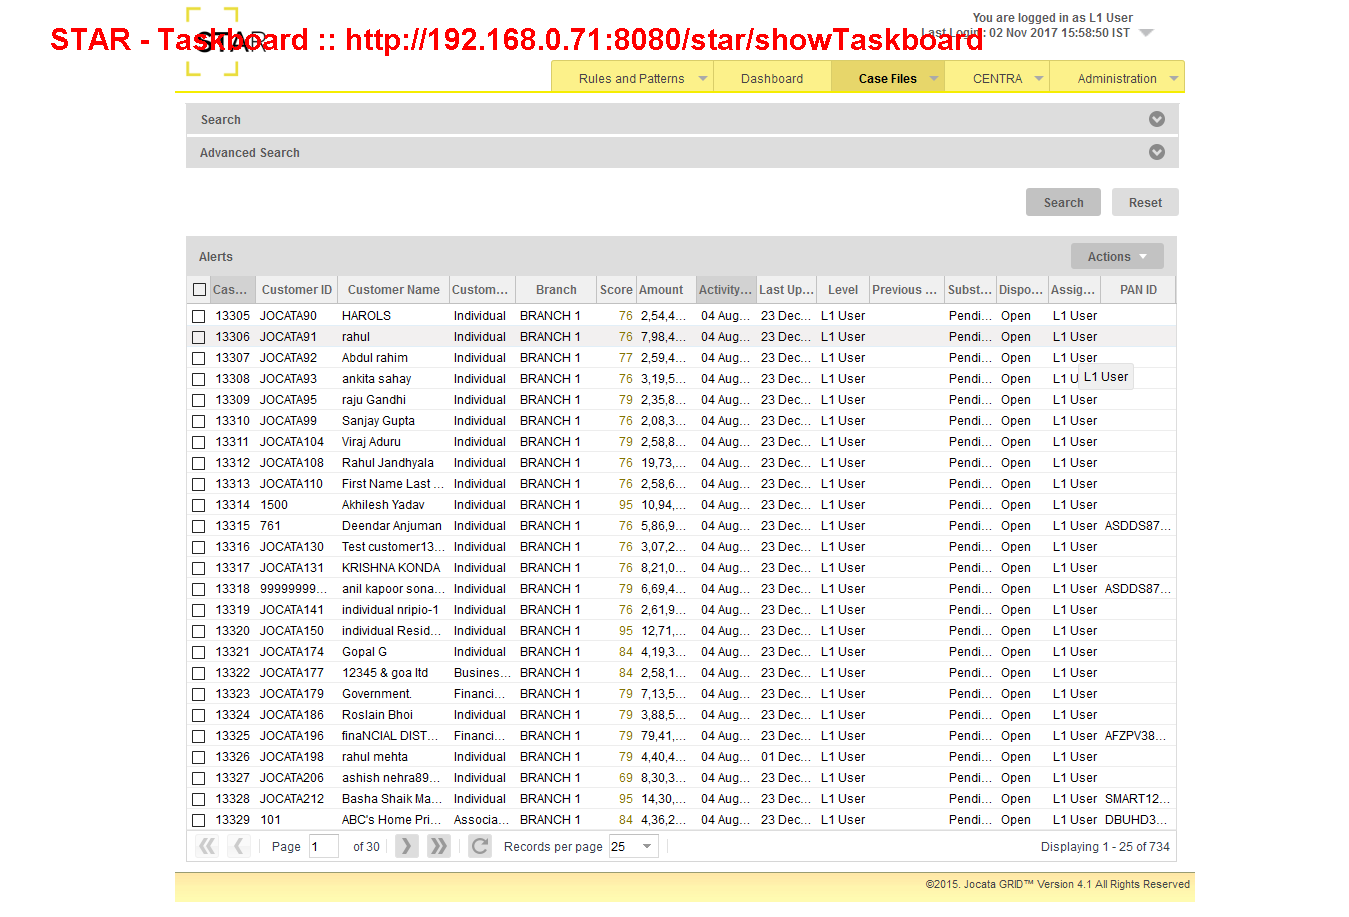 You are logged in as L1 User
STAR
STAR - Taskboard :: http://192.168.0.71:8080/star/showTaskboard
Last Login : 02 Nov 2017 15:58:50 IST
Rules and Patterns Dashboard Case Files CENTRA Administration
Search
Advanced Search
Search Reset
Alerts Actions
Cas... Customer ID Customer Name Custom... Branch Score Amount Activity... Last Up... Level Previous ... Subst... Dispo... Assig... PAN ID
13305 JOCATA90 HAROLS Individual BRANCH 1 76 2,54,4... 04 Aug... 23 Dec... L1 User Pendi... Open L1 User
13306 JOCATA91 rahul Individual BRANCH 1 76 7,98,4... 04 Aug... 23 Dec... L1 User Pendi... Open L1 User
13307 JOCATA92 Abdul rahim Individual BRANCH 1 77 2,59,4... 04 Aug... 23 Dec... L1 User Pendi... Open L1 User
13308 JOCATA93 ankita sahay Individual BRANCH 1 76 3,19,5... 04 Aug... 23 Dec... L1 User Pendi... Open L1 U L1 User
13309 JOCATA95 raju Gandhi Individual BRANCH 1 79 2,35,8... 04 Aug... 23 Dec... L1 User Pendi... Open L1 User
13310 JOCATA99 Sanjay Gupta Individual BRANCH 1 76 2,08,3... 04 Aug... 23 Dec... L1 User Pendi... Open L1 User
13311 JOCATA104 Viraj Aduru Individual BRANCH 1 79 2,58,8... 04 Aug... 23 Dec... L1 User Pendi... Open L1 User
13312 JOCATA108 Rahul Jandhyala Individual BRANCH 1 76 19,73,... 04 Aug... 23 Dec... L1 User Pendi... Open L1 User
13313 JOCATA110 First Name Last ... Individual BRANCH 1 76 2,58,6... 04 Aug... 23 Dec... L1 User Pendi... Open L1 User
13314 1500 Akhilesh Yadav Individual BRANCH 1 95 10,94,... 04 Aug... 23 Dec... L1 User Pendi... Open L1 User
13315 761 Deendar Anjuman Individual BRANCH 1 76 5,86,9... 04 Aug... 23 Dec... L1 User Pendi... Open L1 User ASDDS87...
13316 JOCATA130 Test customer13... Individual BRANCH 1 76 3,07,2... 04 Aug... 23 Dec... L1 User Pendi... Open L1 User
13317 JOCATA131 KRISHNA KONDA Individual BRANCH 1 76 8,21,0... 04 Aug... 23 Dec... L1 User Pendi... Open L1 User
13318 99999999... anil kapoor sona... Individual BRANCH 1 79 6,69,4... 04 Aug... 23 Dec... L1 User Pendi... Open L1 User ASDDS87...
13319 JOCATA141 individual nripio-1 Individual BRANCH 1 76 2,61,9... 04 Aug... 23 Dec... L1 User Pendi... Open L1 User
13320 JOCATA150 individual Resid... Individual BRANCH 1 95 12,71,... 04 Aug... 23 Dec... L1 User Pendi... Open L1 User
13321 JOCATA174 Gopal G Individual BRANCH 1 84 4,19,3... 04 Aug... 23 Dec... L1 User Pendi... Open L1 User
13322 JOCATA177 12345 & goa ltd Busines... BRANCH 1 84 2,58,1... 04 Aug... 23 Dec... L1 User Pendi... Open L1 User
13323 JOCATA179 Government. Financi... BRANCH 1 79 7,13,5... 04 Aug... 23 Dec... L1 User Pendi... Open L1 User
13324 JOCATA186 Roslain Bhoi Individual BRANCH 1 79 3,88,5... 04 Aug... 23 Dec... L1 User Pendi... Open L1 User
13325 JOCATA196 finaNCIAL DIST... Financi... BRANCH 1 79 79,41,... 04 Aug... 23 Dec... L1 User Pendi... Open L1 User AFZPV38...
13326 JOCATA198 rahul mehta Individual BRANCH 1 79 4,40,4... 04 Aug... 01 Dec... L1 User Pendi... Open L1 User
13327 JOCATA206 ashish nehra89... Individual BRANCH 1 69 8,30,3... 04 Aug... 23 Dec... L1 User Pendi... Open L1 User
13328 JOCATA212 Basha Shaik Ma... Individual BRANCH 1 95 14,30,... 04 Aug... 23 Dec... L1 User Pendi... Open L1 User SMART12...
13329 101 ABC's Home Pri... Associa... BRANCH 1 84 4,36,2... 04 Aug... 23 Dec... L1 User Pendi... Open L1 User DBUHD3...
Page 1 of 30 Records per page 25 Displaying 1 - 25 of 734
©2015. Jocata GRID™ Version 4.1 All Rights Reserved